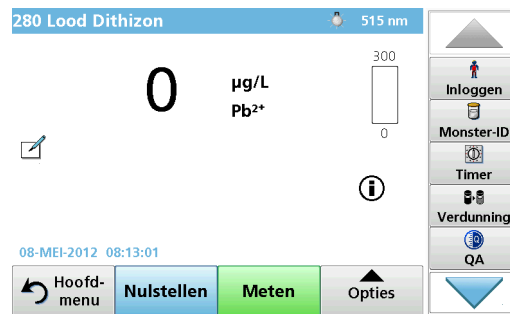 280 Lood Dithizon
515 nm
0
µg/L
Pb²⁺
300
0
08-MEI-2012 08:13:01
Hoofd-
menu
Nulstellen
Meten
Opties
Inloggen
Monster-ID
Timer
Verdunning
QA